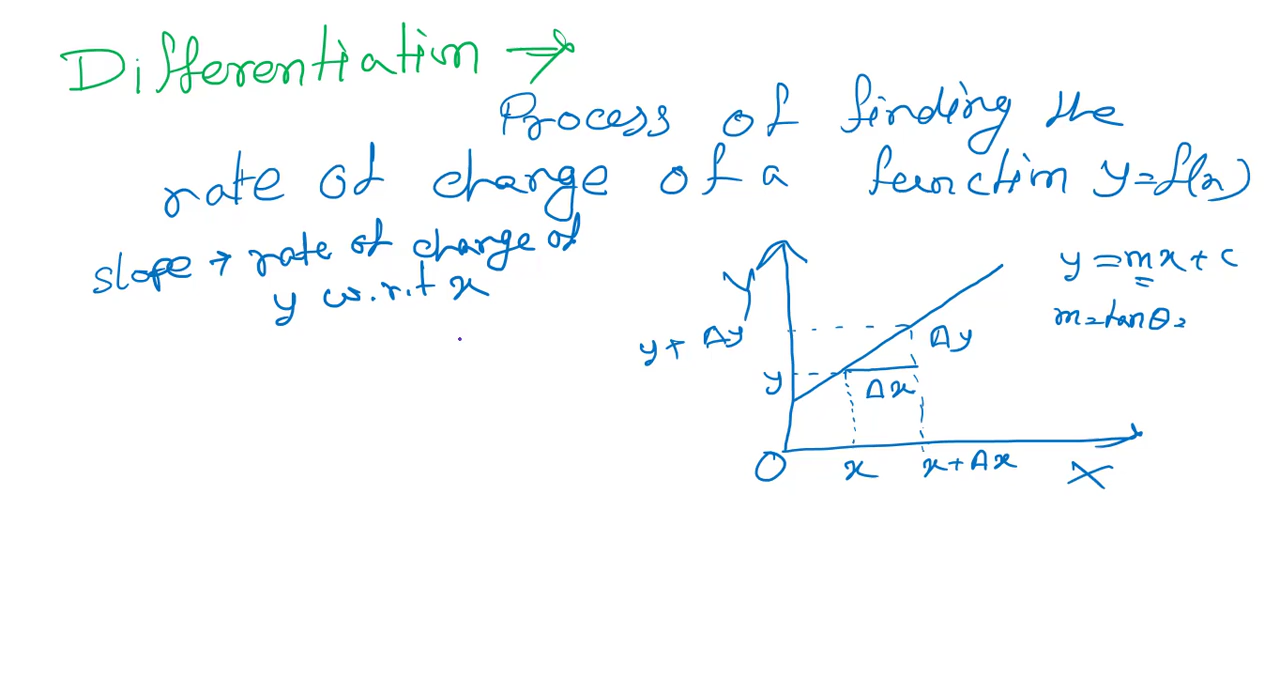 Differentiation →
Process of finding the
rate of change of a function y=f(x)
slope → rate of change of
y w.r.t x
Y
y + Δy
y
O
x
x + Δx
X
Δx
Δy
y = mx + c
m = tanθ =